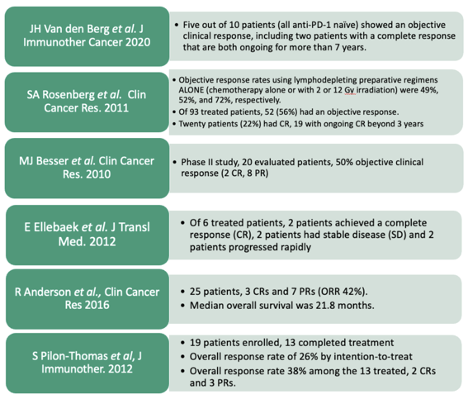 JH Van den Berg et al. J
Immunother Cancer 2020
• Five out of 10 patients (all anti-PD-1 naïve) showed an objective
clinical response, including two patients with a complete response
that are both ongoing for more than 7 years.
SA Rosenberg et al. Clin
Cancer Res. 2011
• Objective response rates using lymphodepleting preparative regimens
ALONE (chemotherapy alone or with 2 or 12 Gy irradiation) were 49%,
52%, and 72%, respectively.
• Of 93 treated patients, 52 (56%) had an objective response.
• Twenty patients (22%) had CR, 19 with ongoing CR beyond 3 years
MJ Besser et al. Clin Cancer
Res. 2010
• Phase II study, 20 evaluated patients, 50% objective clinical
response (2 CR, 8 PR)
E Ellebaek et al. J Transl
Med. 2012
• Of 6 treated patients, 2 patients achieved a complete
response (CR), 2 patients had stable disease (SD) and 2
patients progressed rapidly
R Anderson et al., Clin Cancer
Res 2016
• 25 patients, 3 CRs and 7 PRs (ORR 42%).
• Median overall survival was 21.8 months.
S Pilon-Thomas et al, J
Immunother. 2012
• 19 patients enrolled, 13 completed treatment
• Overall response rate of 26% by intention-to-treat
• Overall response rate 38% among the 13 treated, 2 CRs
and 3 PRs.